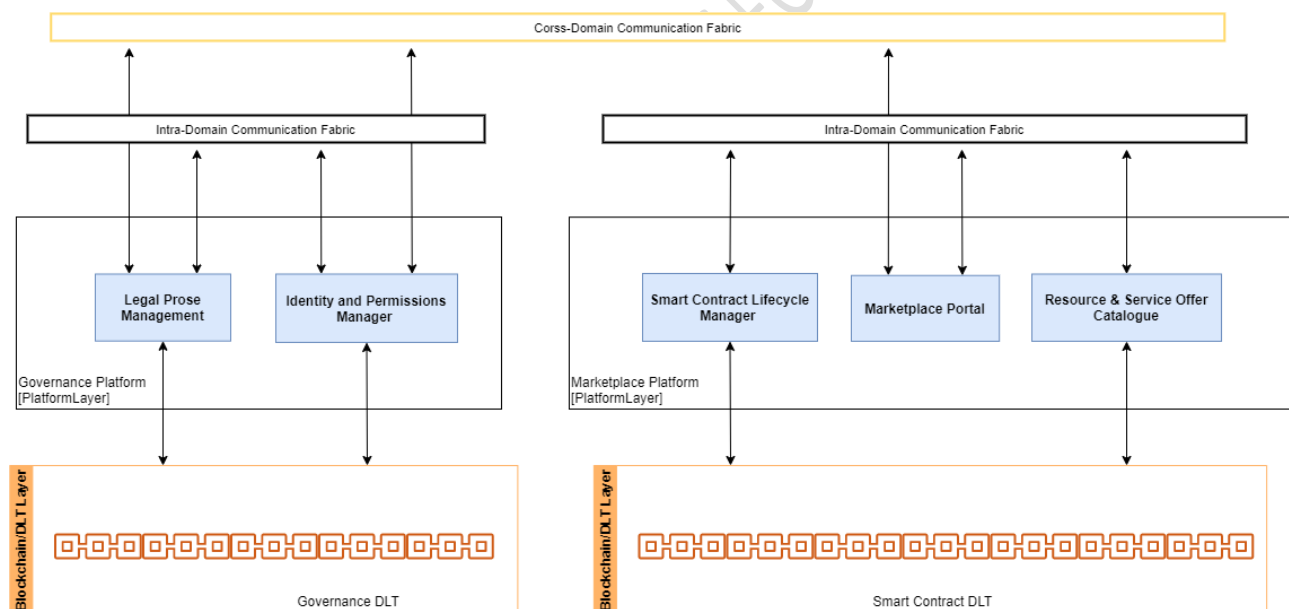 Corss-Domain Communication Fabric
Intra-Domain Communication Fabric
Intra-Domain Communication Fabric
Legal Prose
Management
Identity and Permissions
Manager
Smart Contract Lifecycle
Manager
Marketplace Portal
Resource & Service Offer
Catalogue
Governance Platform
[PlatformLayer]
Marketplace Platform
[PlatformLayer]
Blockchain/DLT Layer
Governance DLT
Blockchain/DLT Layer
Smart Contract DLT